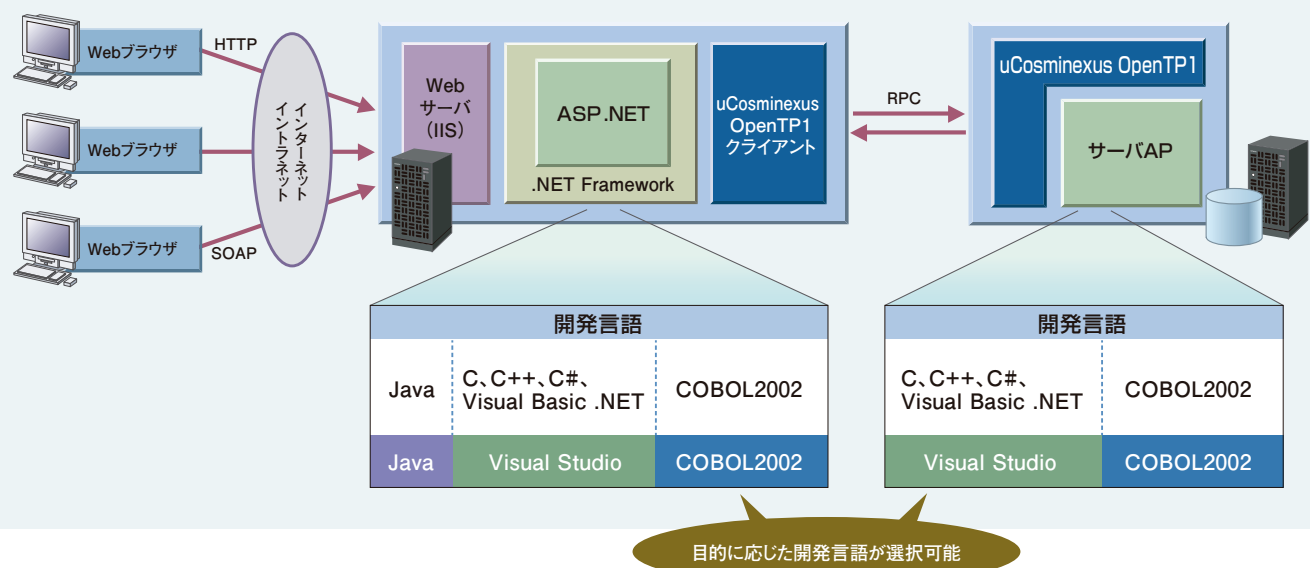 Webブラウザ
HTTP
Webブラウザ
Webブラウザ
SOAP
インターネット
イントラネット
Web
サーバ
(IIS)
ASP.NET
.NET Framework
uCosminexus
OpenTP1
クライアント
RPC
uCosminexus OpenTP1
サーバAP
開発言語
Java
C、C++、C#、
Visual Basic .NET
COBOL2002
Java
Visual Studio
COBOL2002
開発言語
C、C++、C#、
Visual Basic .NET
COBOL2002
Visual Studio
COBOL2002
目的に応じた開発言語が選択可能